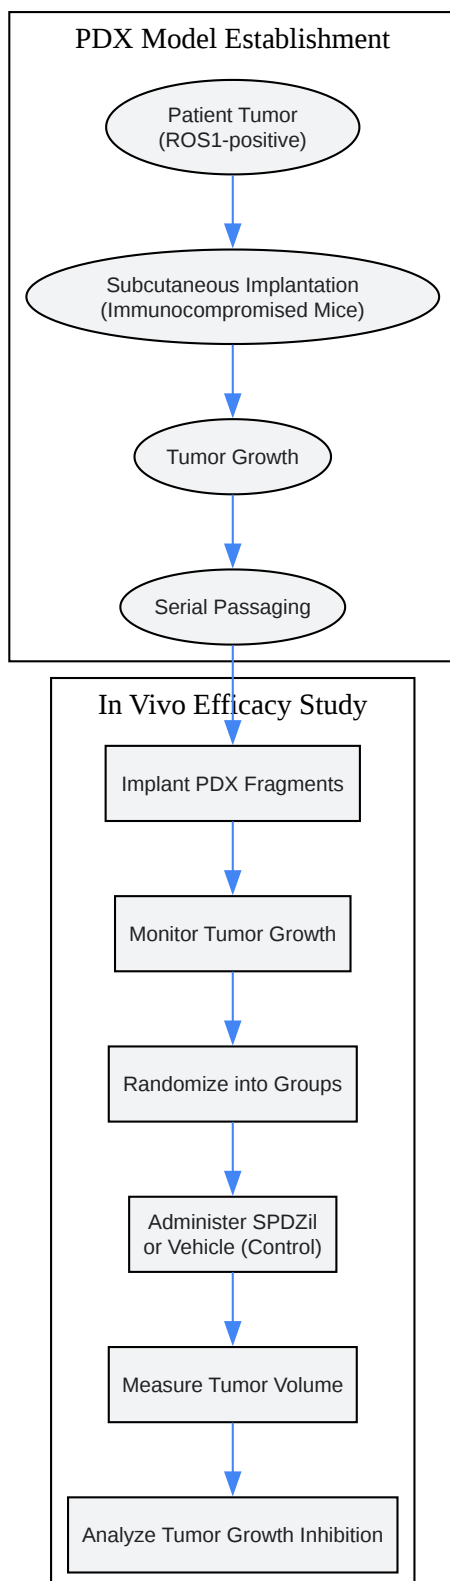 PDX Model Establishment
Patient Tumor
(ROS1-positive)
Subcutaneous Implantation
(Immunocompromised Mice)
Tumor Growth
Serial Passaging
In Vivo Efficacy Study
Implant PDX Fragments
Monitor Tumor Growth
Randomize into Groups
Administer SPDZil
or Vehicle (Control)
Measure Tumor Volume
Analyze Tumor Growth Inhibition